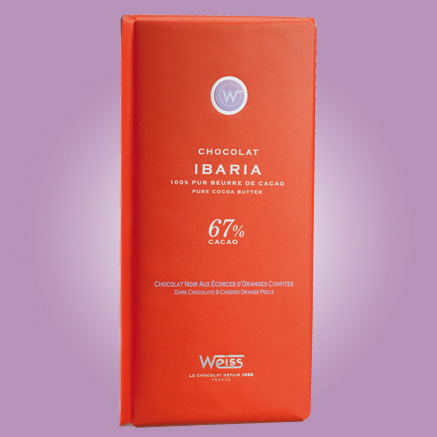 W
CHOCOLAT
IBARIA
100% PUR BEURRE DE CACAO
PURE COCOA BUTTER
67%
CACAO
CHOCOLAT NOIR AUX ÉCORCES D'ORANGES CONFITES
DARK CHOCOLATE & CANDIED ORANGE PEELS
Weiss
LE CHOCOLAT DEPUIS 1882
FRANCE